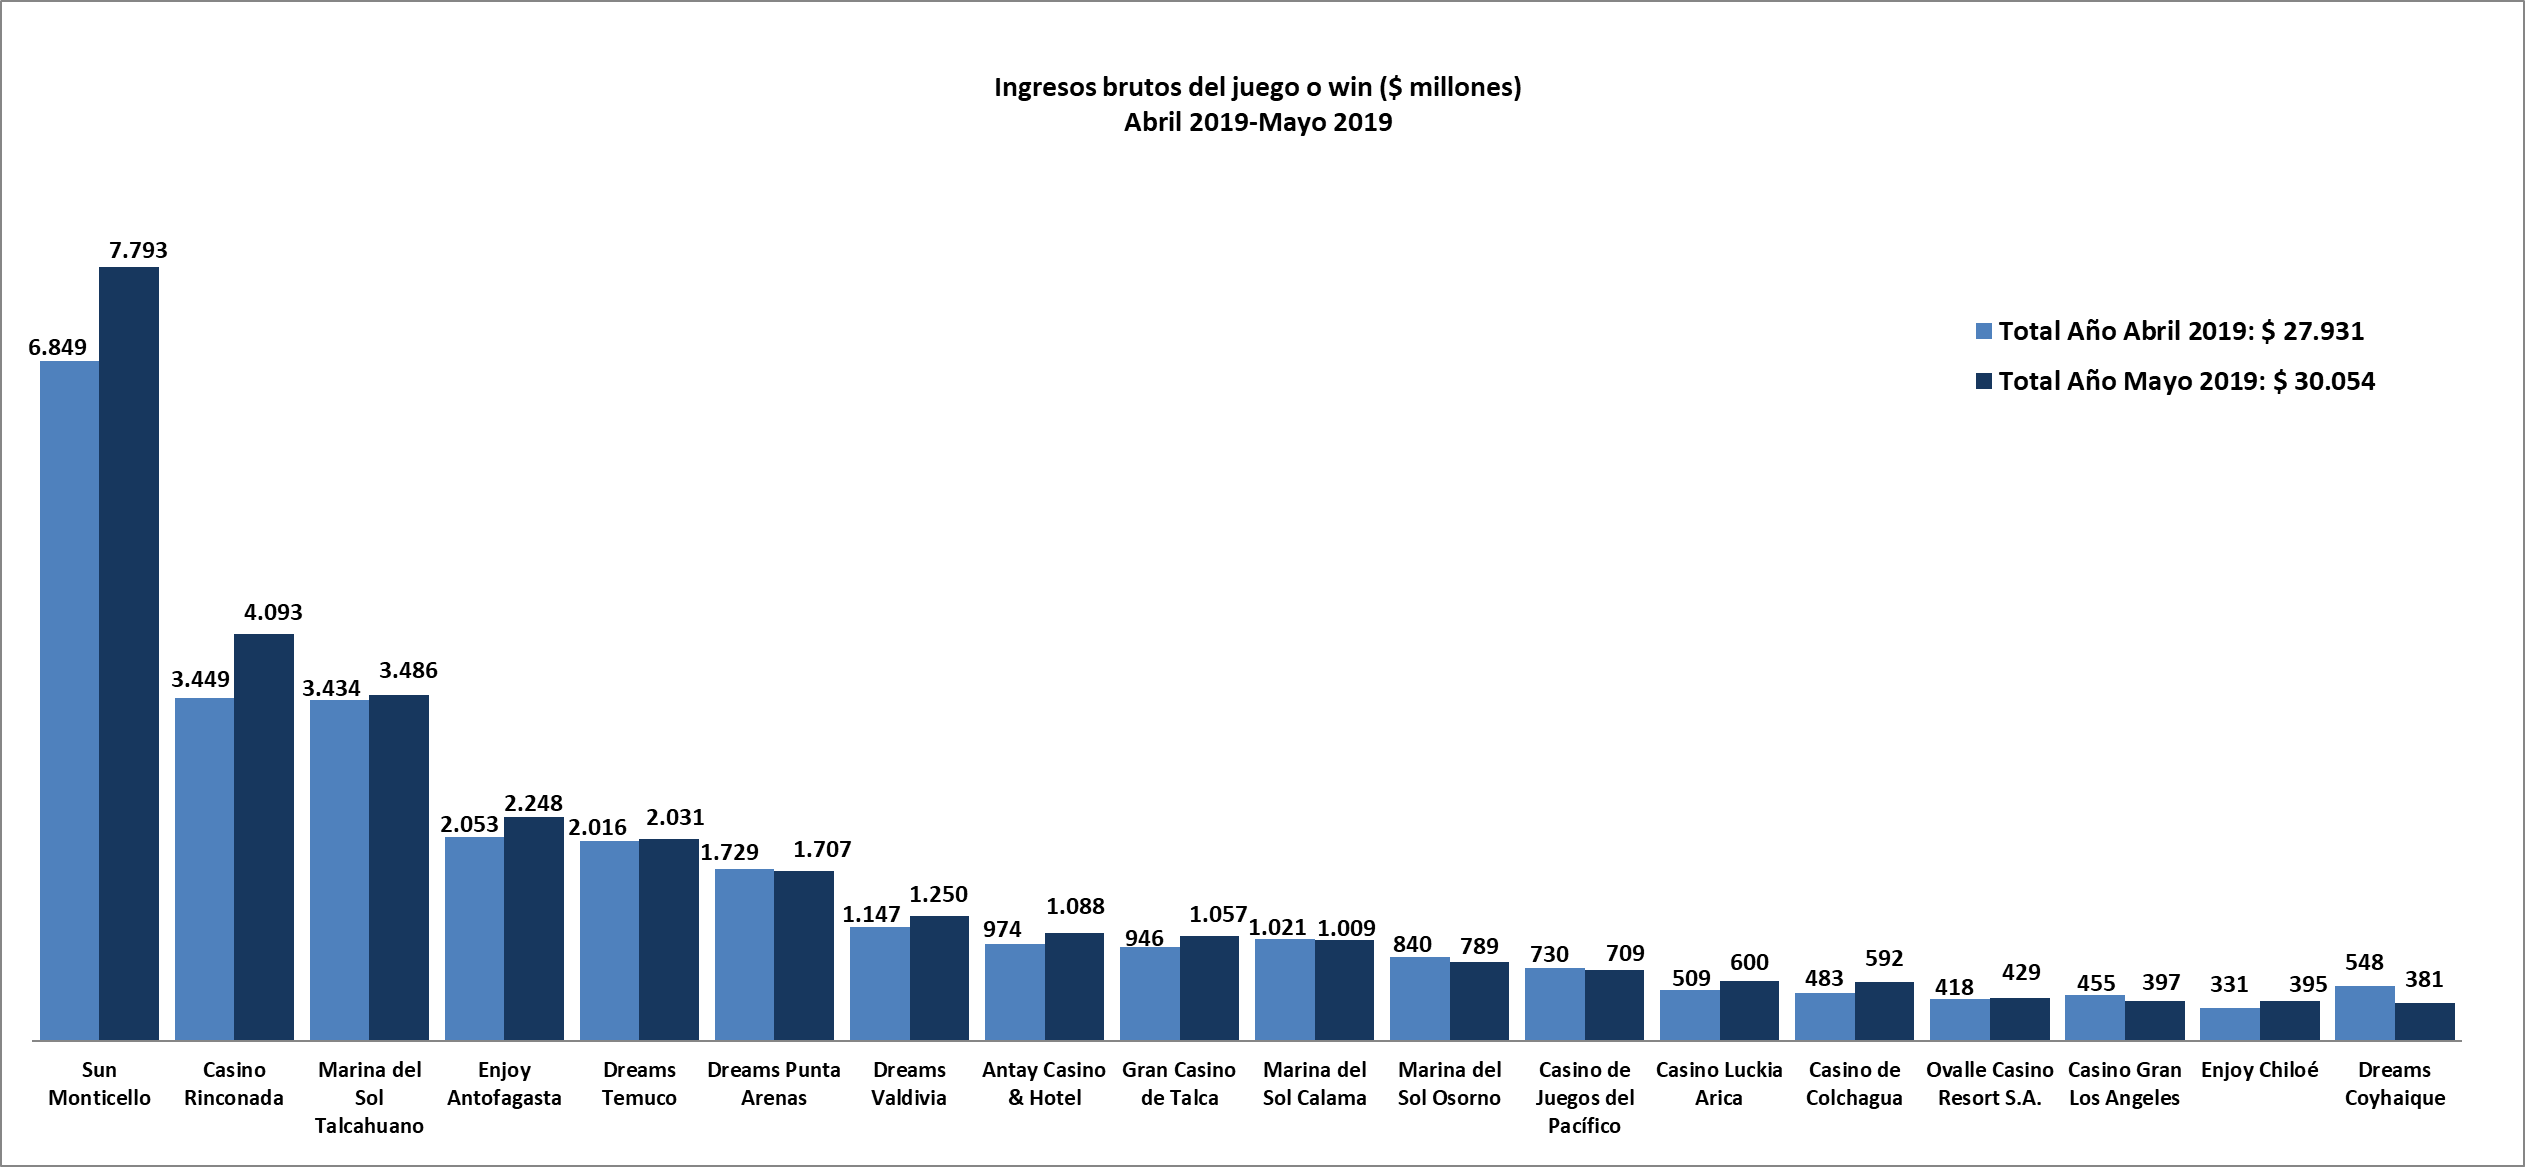 Ingresos brutos del juego o win ($ millones)
Abril 2019-Mayo 2019
Total Año Abril 2019: $ 27.931
Total Año Mayo 2019: $ 30.054
6.849
7.793
3.449
4.093
3.434
3.486
2.053
2.248
2.016
2.031
1.729
1.707
1.147
1.250
974
1.088
946
1.057
1.021
1.009
840
789
730
709
509
600
483
592
418
429
455
397
331
395
548
381
Sun
Monticello
Casino
Rinconada
Marina del
Sol
Talcahuano
Enjoy
Antofagasta
Dreams
Temuco
Dreams Punta
Arenas
Dreams
Valdivia
Antay Casino
& Hotel
Gran Casino
de Talca
Marina del
Sol Calama
Marina del
Sol Osorno
Casino de
Juegos del
Pacífico
Casino Luckia
Arica
Casino de
Colchagua
Ovalle Casino
Resort S.A.
Casino Gran
Los Angeles
Enjoy Chiloé
Dreams
Coyhaique